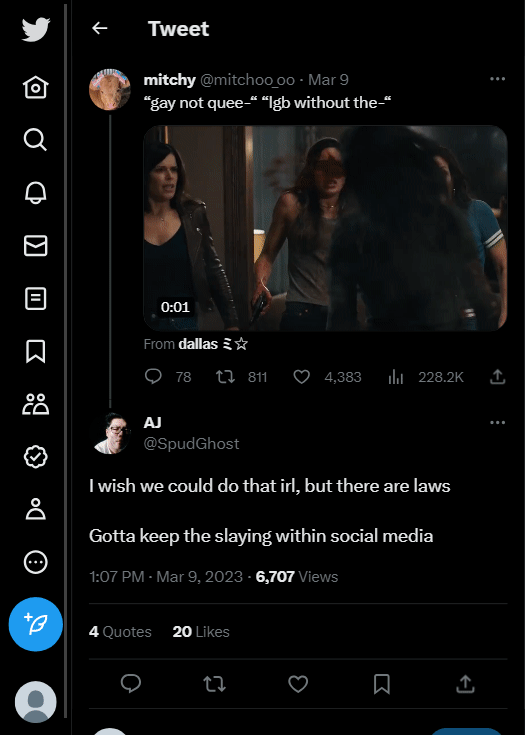 Tweet
mitchy @mitchoo_oo · Mar 9
“gay not quee-“ “lgb without the-“
0:01
From dallas ミ☆
78 811 4,383 228.2K
AJ
@SpudGhost
I wish we could do that irl, but there are laws
Gotta keep the slaying within social media
1:07 PM · Mar 9, 2023 · 6,707 Views
4 Quotes 20 Likes